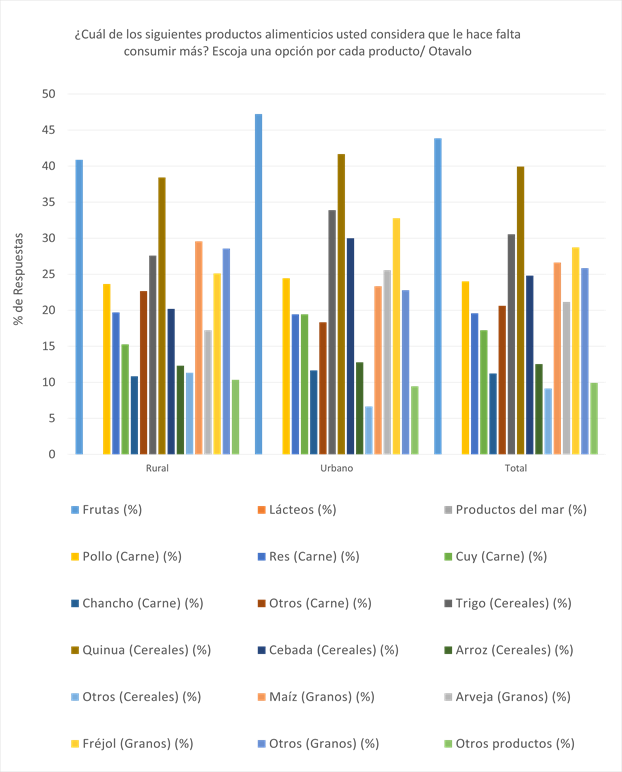 ¿Cuál de los siguientes productos alimenticios usted considera que le hace falta
consumir más? Escoja una opción por cada producto/ Otavalo
50
45
40
35
30
25
20
15
10
5
0
% de Respuestas
Rural Urbano Total
Frutas (%) Lácteos (%) Productos del mar (%)
Pollo (Carne) (%) Res (Carne) (%) Cuy (Carne) (%)
Chancho (Carne) (%) Otros (Carne) (%) Trigo (Cereales) (%)
Quinua (Cereales) (%) Cebada (Cereales) (%) Arroz (Cereales) (%)
Otros (Cereales) (%) Maíz (Granos) (%) Arveja (Granos) (%)
Fréjol (Granos) (%) Otros (Granos) (%) Otros productos (%)